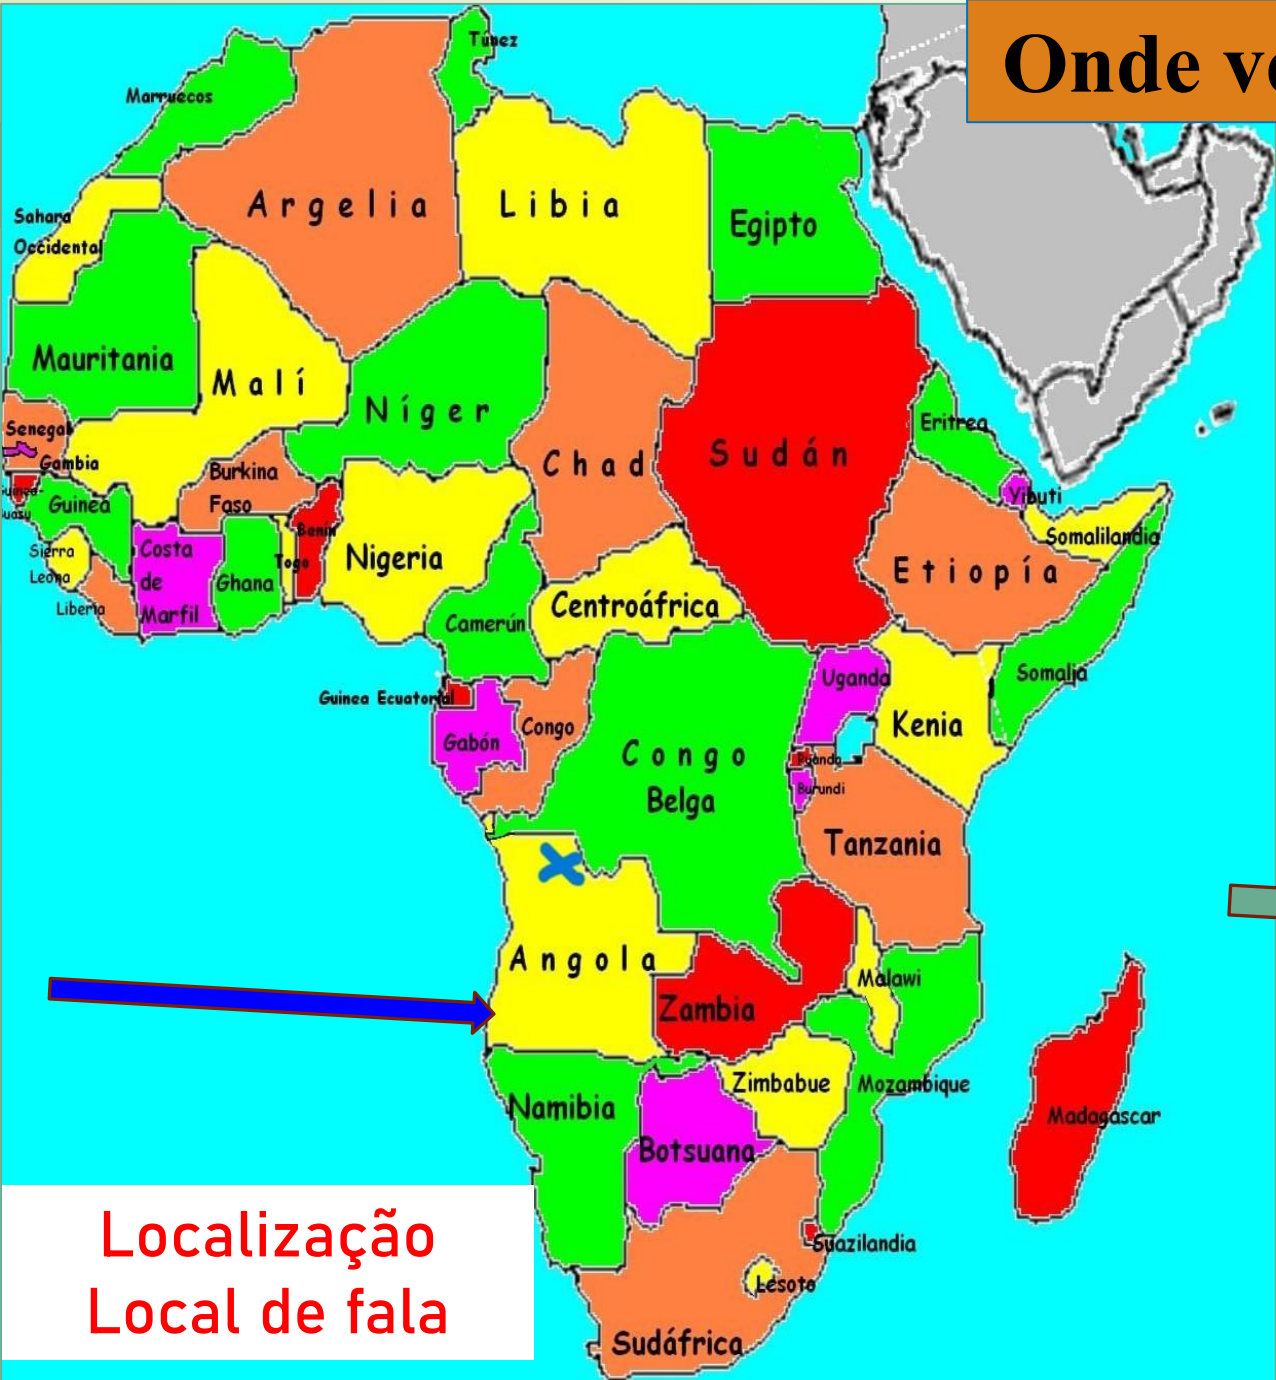 Onde ve
Túnez
Marruecos
Argelia
Libia
Egipto
Sahara
Occidental
Mauritania
Malí
Níger
Chad
Sudán
Eritrea
Senegal
Gambia
Burkina
Faso
Guinea
Yibuti
Somalilandia
Sierra
Leona
Costa
de
Marfil
Ghana
Togo
Benin
Nigeria
Etiopía
Liberia
Centroáfrica
Camerún
Uganda
Somalia
Guinea Ecuatorial
Gabón
Congo
Kenia
Congo
Belga
Ruanda
Burundi
Tanzania
Angola
Malawi
Zambia
Zimbabue
Mozambique
Namibia
Botsuana
Madagascar
Localização
Local de fala
Suazilandia
Lesoto
Sudáfrica